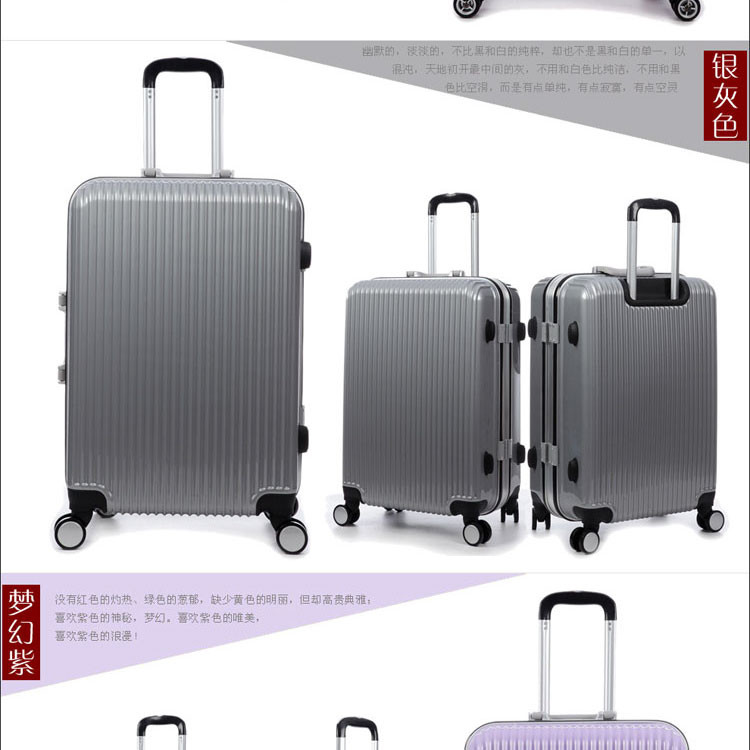 幽默的，淡淡的，不比黑和白的纯粹，却也不是黑和白的单一，以
混沌，天地初开最中间的灰，不用和白色比纯洁，不用和黑
色比空洞，而是有点单纯，有点寂寞，有点空灵
银灰色
梦幻紫
没有红色的灼热、绿色的葱郁，缺少黄色的明丽，但却高贵典雅；
喜欢紫色的神秘，梦幻。喜欢紫色的唯美，
喜欢紫色的浪漫！